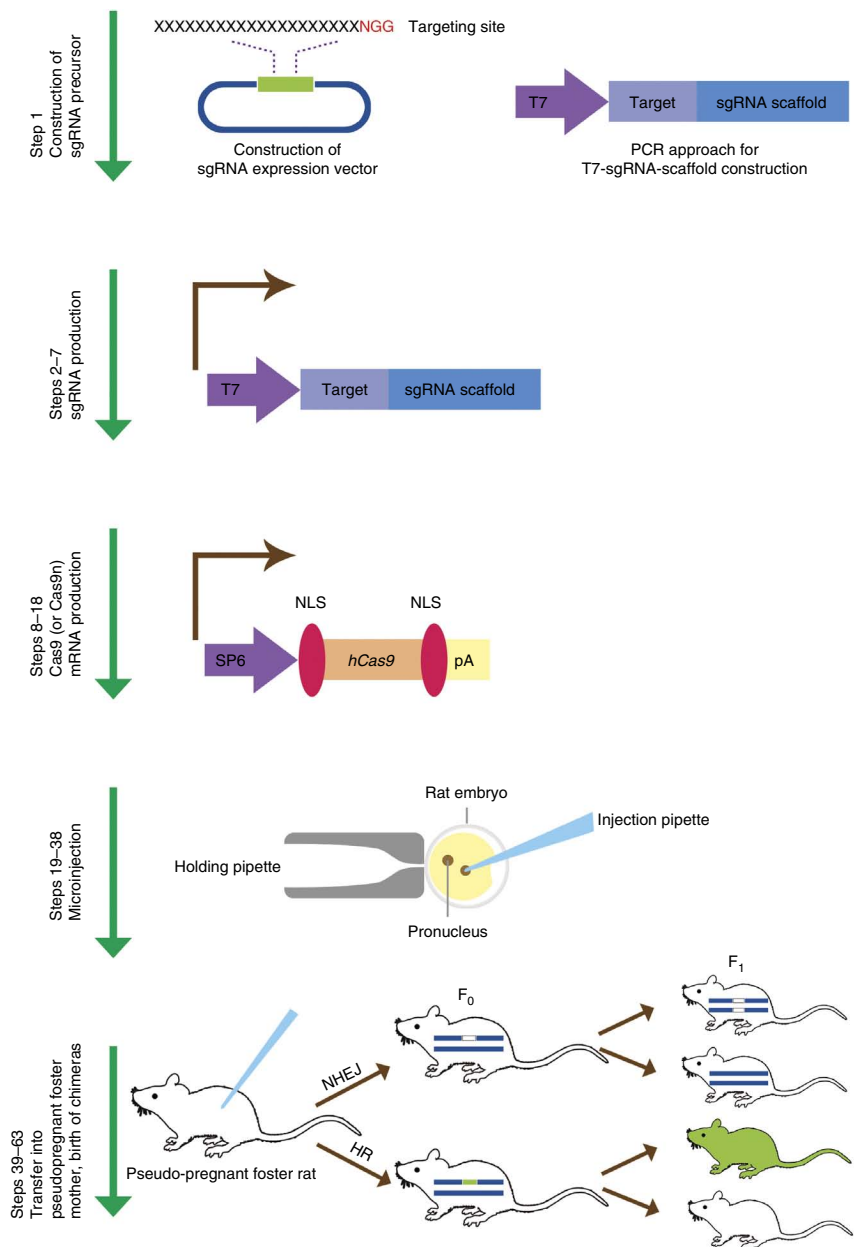 Step 1
Construction of
sgRNA precursor
XXXXXXXXXXXXXXXXXXXXNGG Targeting site
Construction of
sgRNA expression vector
T7 Target sgRNA scaffold
PCR approach for
T7-sgRNA-scaffold construction
Steps 2–7
sgRNA production
T7 Target sgRNA scaffold
Steps 8–18
Cas9 (or Cas9n)
mRNA production
NLS NLS
SP6 hCas9 pA
Steps 19–38
Microinjection
Rat embryo
Injection pipette
Holding pipette
Pronucleus
Steps 39–63
Transfer into
pseudopregnant foster
mother, birth of chimeras
F0
F1
NHEJ
HR
Pseudo-pregnant foster rat